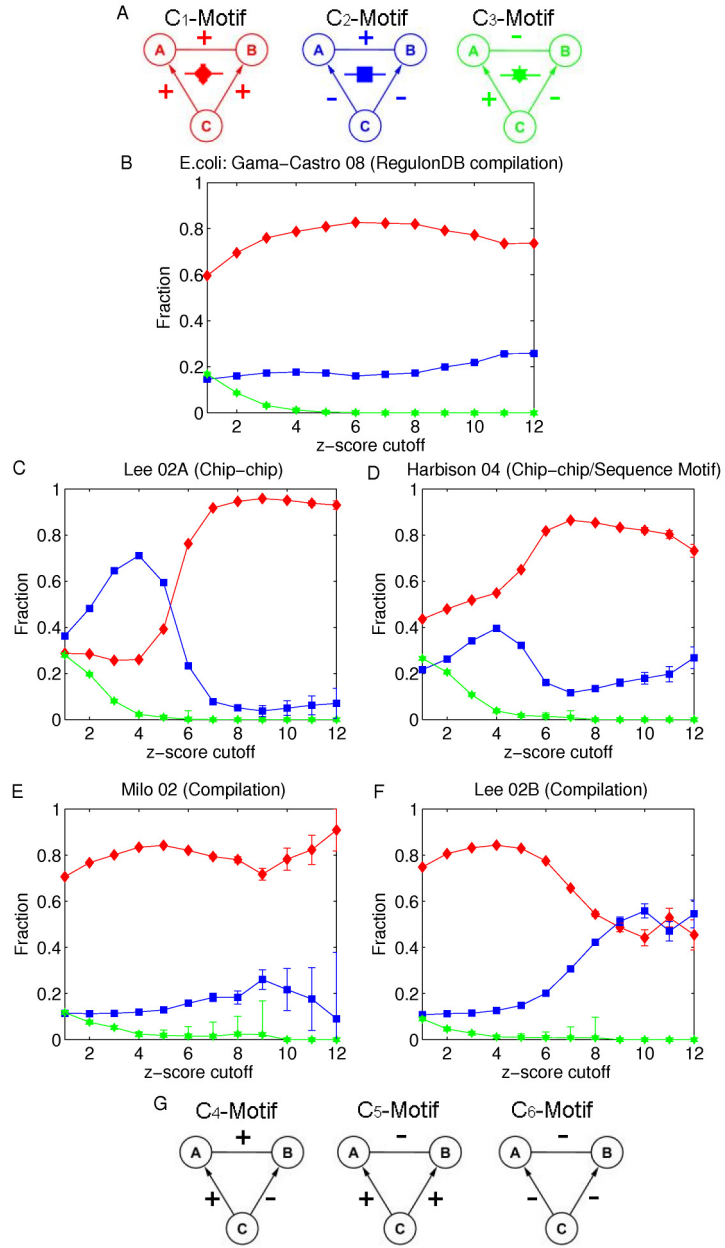 A
C1-Motif
C2-Motif
C3-Motif
+
+
-
A
B
A
B
A
B
+
+
-
-
+
-
C
C
C
B
E.coli: Gama-Castro 08 (RegulonDB compilation)
1
0.8
0.6
0.4
0.2
0
Fraction
2
4
6
8
10
12
z-score cutoff
C
Lee 02A (Chip-chip)
1
0.8
0.6
0.4
0.2
0
Fraction
2
4
6
8
10
12
z-score cutoff
D
Harbison 04 (Chip-chip/Sequence Motif)
1
0.8
0.6
0.4
0.2
0
Fraction
2
4
6
8
10
12
z-score cutoff
E
Milo 02 (Compilation)
1
0.8
0.6
0.4
0.2
0
Fraction
2
4
6
8
10
12
z-score cutoff
F
Lee 02B (Compilation)
1
0.8
0.6
0.4
0.2
0
Fraction
2
4
6
8
10
12
z-score cutoff
G
C4-Motif
C5-Motif
C6-Motif
+
-
-
A
B
A
B
A
B
+
-
+
+
-
-
C
C
C